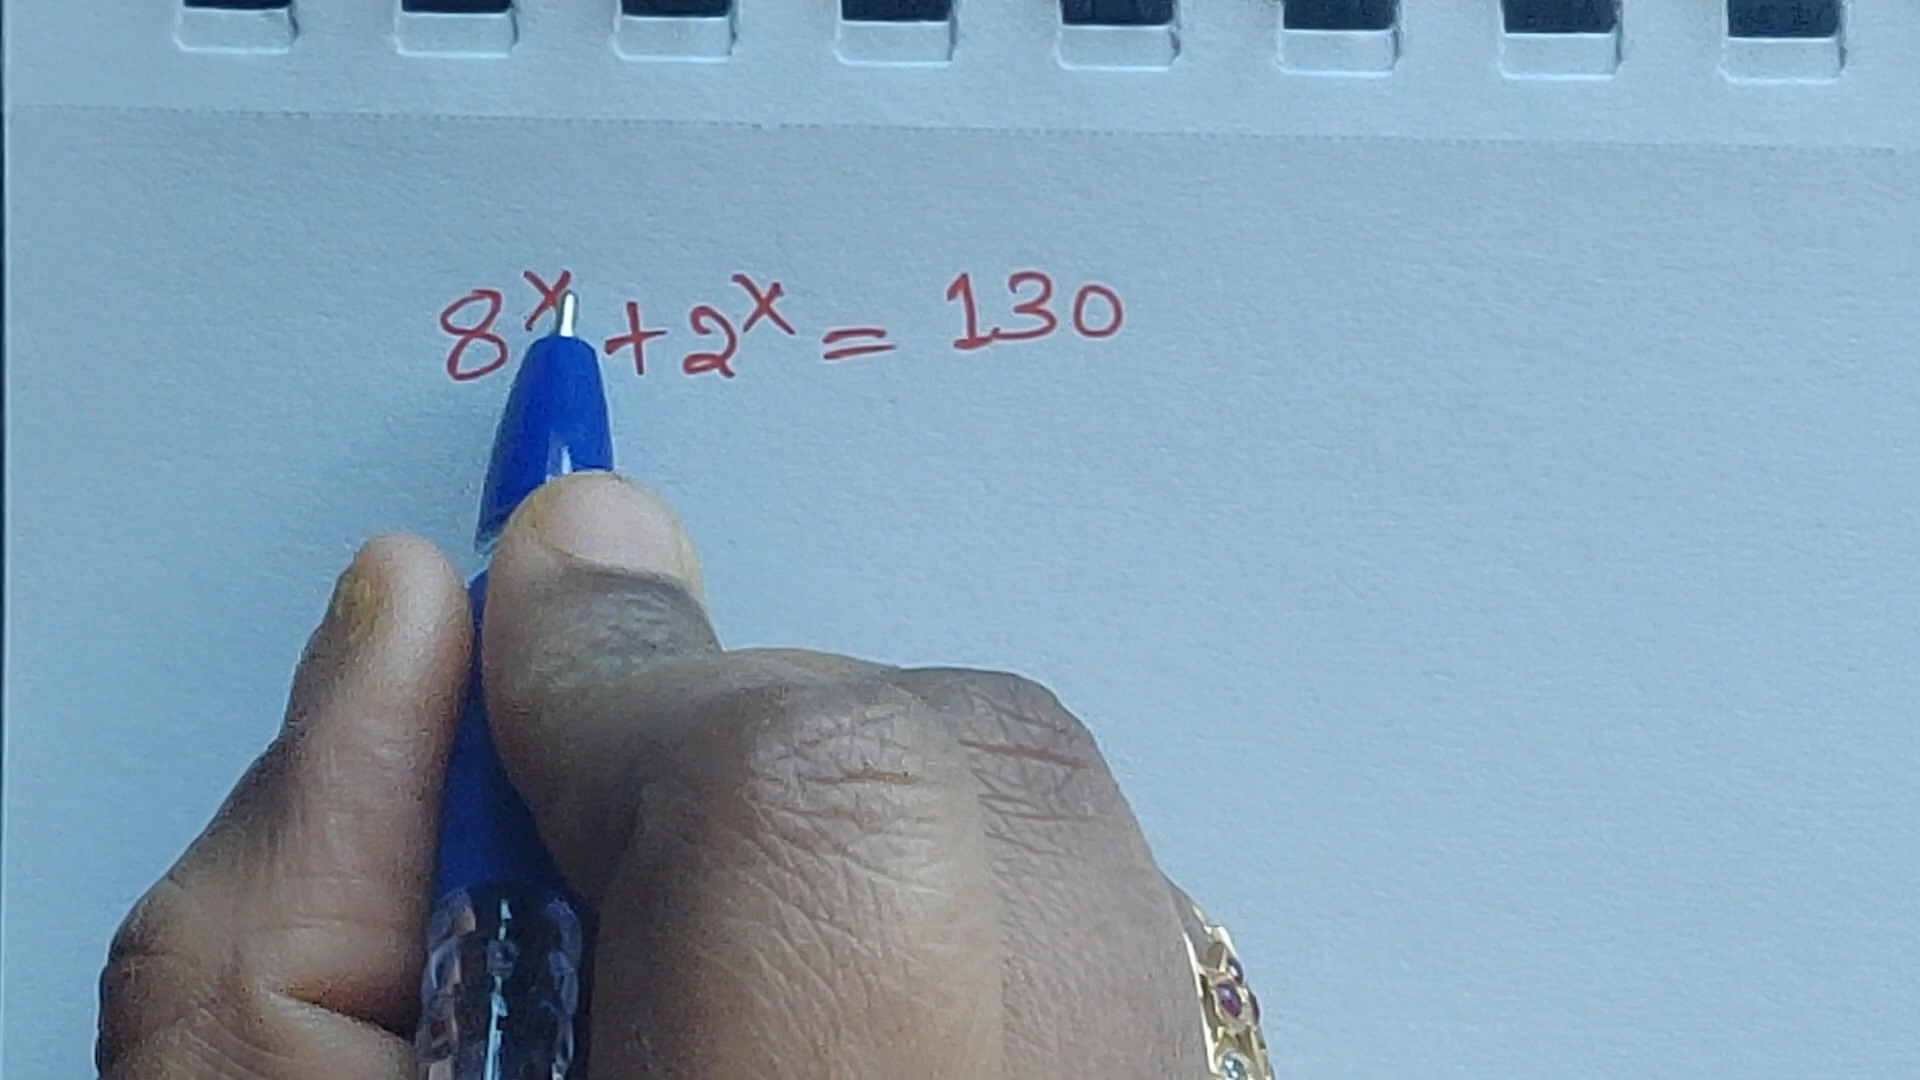 8ˣ + 2ˣ = 130